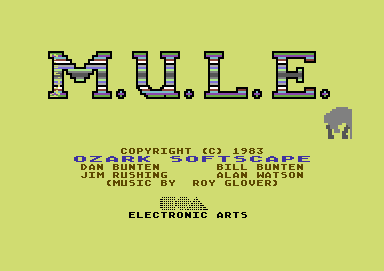 M.U.L.E.
COPYRIGHT (C) 1983
OZARK SOFTSCAPE
DAN BUNTEN BILL BUNTEN
JIM RUSHING ALAN WATSON
(MUSIC BY ROY GLOVER)
ELECTRONIC ARTS